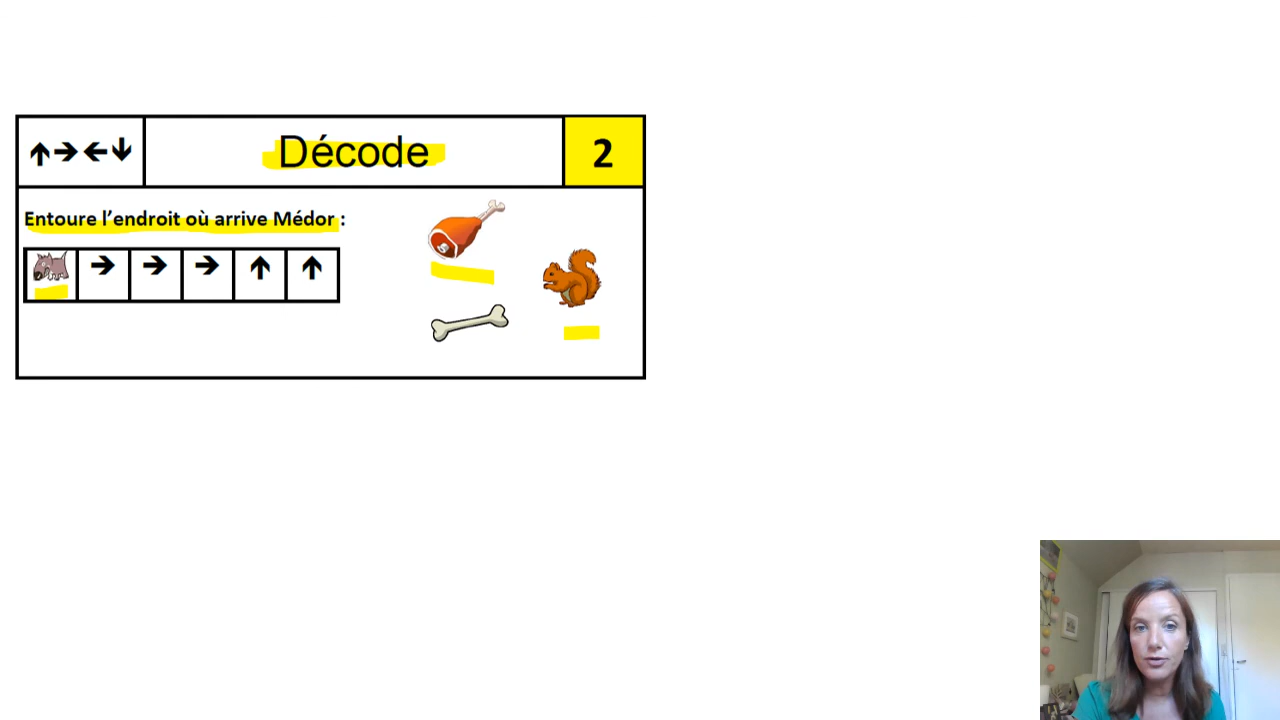 ↑→←↓ Décode 2
Entoure l'endroit où arrive Médor :
→ → → ↑ ↑